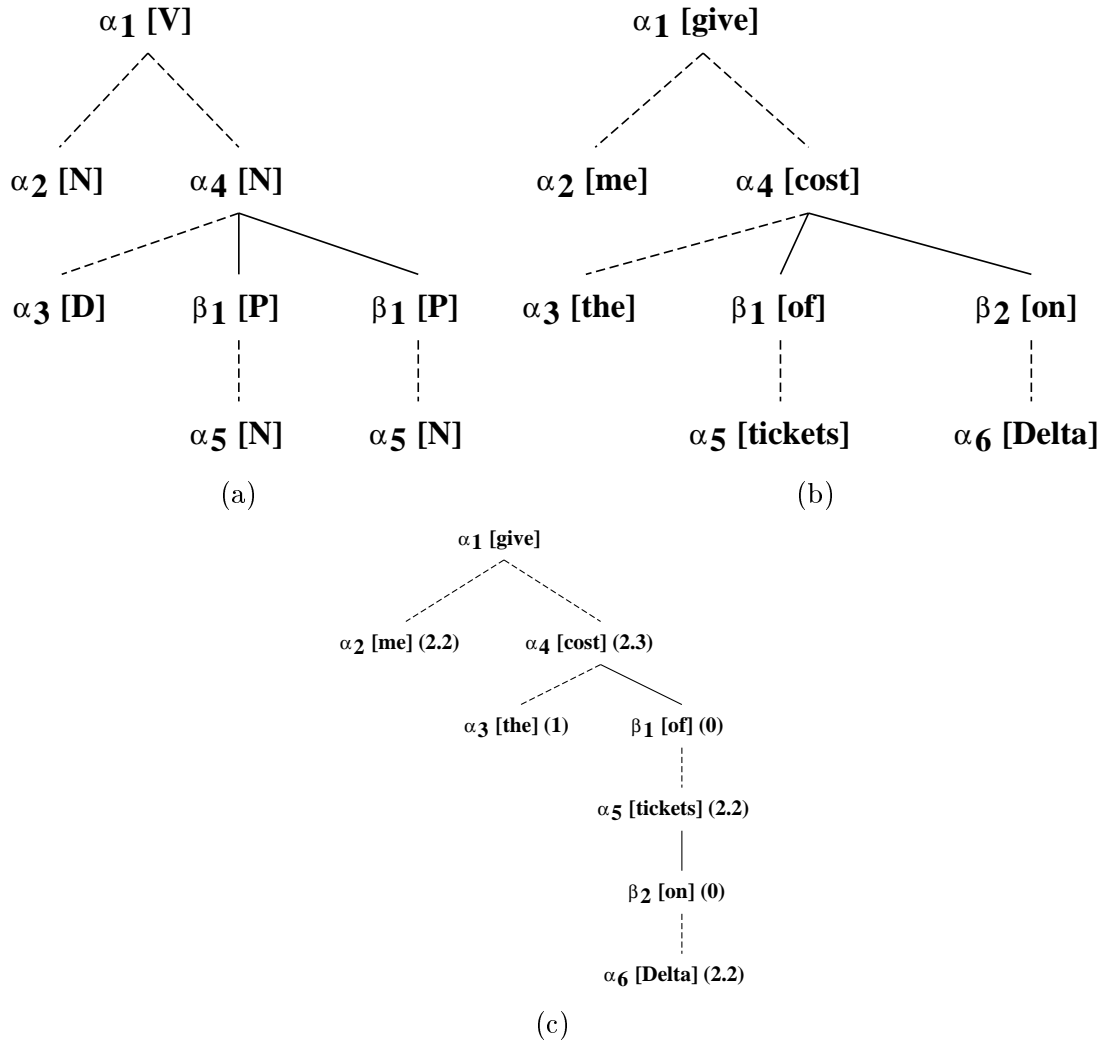 α1 [V] α1 [give]
α2 [N] α4 [N] α2 [me] α4 [cost]
α3 [D] β1 [P] β1 [P] α3 [the] β1 [of] β2 [on]
α5 [N] α5 [N] α5 [tickets] α6 [Delta]
(a) (b)
α1 [give]
α2 [me] (2.2) α4 [cost] (2.3)
α3 [the] (1) β1 [of] (0)
α5 [tickets] (2.2)
β2 [on] (0)
α6 [Delta] (2.2)
(c)